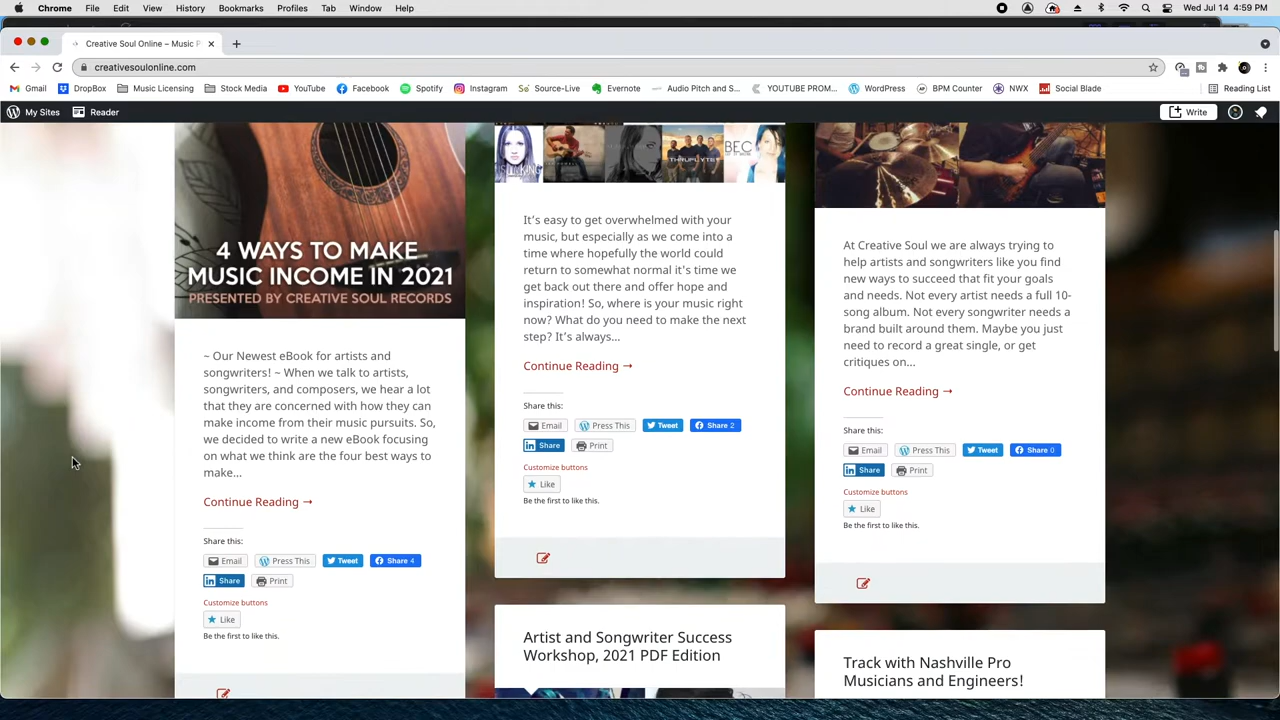 Chrome File Edit View History Bookmarks Profiles Tab Window Help Wed Jul 14 4:59 PM
Creative Soul Online – Music P
creativesoulonline.com
Gmail DropBox Music Licensing Stock Media YouTube Facebook Spotify Instagram Source-Live Evernote Audio Pitch and S... YOUTUBE PROM... WordPress BPM Counter NWX Social Blade Reading List
My Sites Reader Write
4 WAYS TO MAKE
MUSIC INCOME IN 2021
PRESENTED BY CREATIVE SOUL RECORDS
~ Our Newest eBook for artists and
songwriters! ~ When we talk to artists,
songwriters, and composers, we hear a lot
that they are concerned with how they can
make income from their music pursuits. So,
we decided to write a new eBook focusing
on what we think are the four best ways to
make...
Continue Reading →
Share this:
Email Press This Tweet Share 4
Share Print
Customize buttons
Like
Be the first to like this.
THRUFLYTE
BEC
It's easy to get overwhelmed with your
music, but especially as we come into a
time where hopefully the world could
return to somewhat normal it's time we
get back out there and offer hope and
inspiration! So, where is your music right
now? What do you need to make the next
step? It's always...
Continue Reading →
Share this:
Email Press This Tweet Share 2
Share Print
Customize buttons
Like
Be the first to like this.
Artist and Songwriter Success
Workshop, 2021 PDF Edition
At Creative Soul we are always trying to
help artists and songwriters like you find
new ways to succeed that fit your goals
and needs. Not every artist needs a full 10-
song album. Not every songwriter needs a
brand built around them. Maybe you just
need to record a great single, or get
critiques on...
Continue Reading →
Share this:
Email Press This Tweet Share 0
Share Print
Customize buttons
Like
Be the first to like this.
Track with Nashville Pro
Musicians and Engineers!